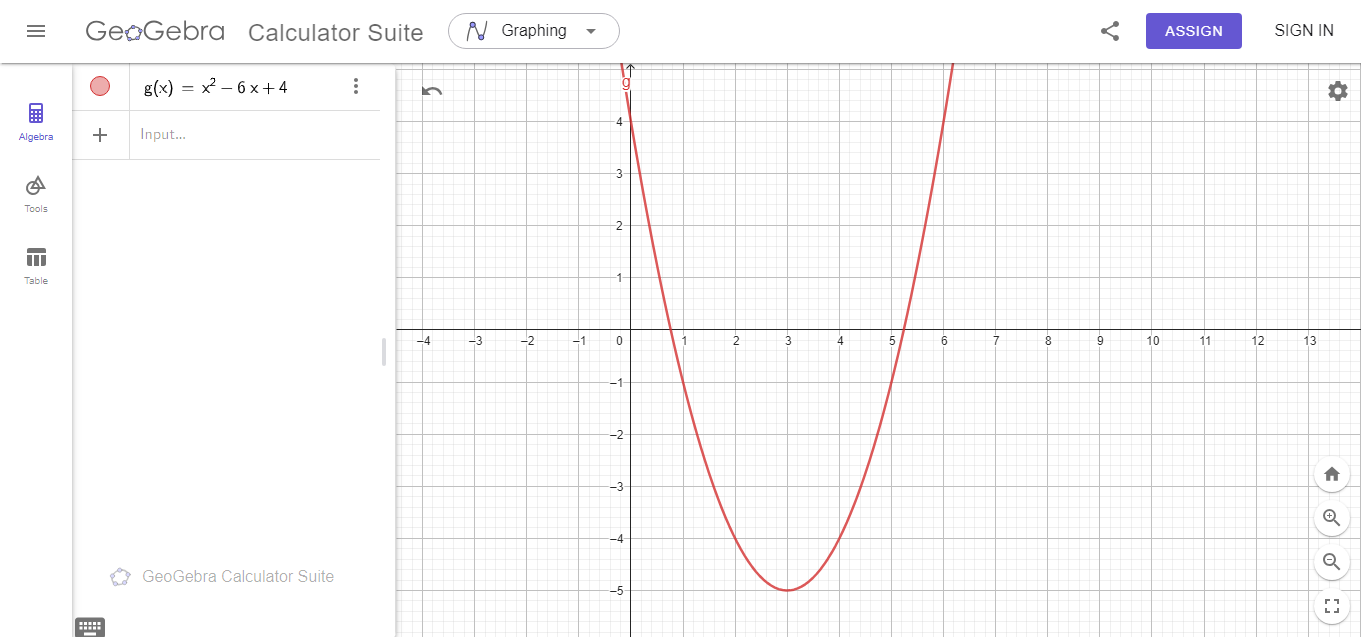 GeoGebra Calculator Suite Graphing ASSIGN SIGN IN
g(x) = x² – 6 x + 4
Input...
Algebra
Tools
Table
g
4
3
2
1
–4 –3 –2 –1 0 1 2 3 4 5 6 7 8 9 10 11 12 13
–1
–2
–3
–4
–5
GeoGebra Calculator Suite